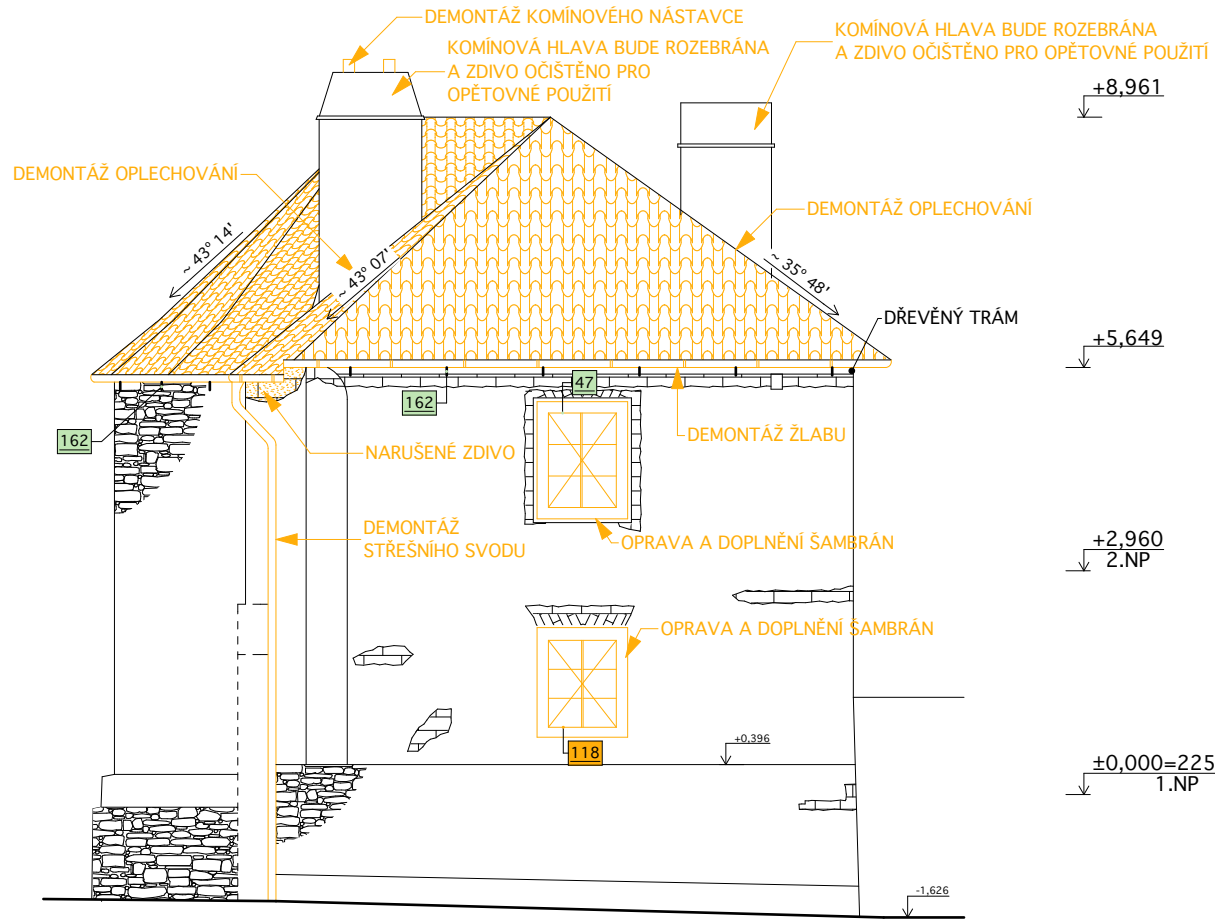 DEMONTÁŽ KOMÍNOVÉHO NÁSTAVCE
KOMÍNOVÁ HLAVA BUDE ROZEBRÁNA
A ZDIVO OČIŠTĚNO PRO
OPĚTOVNÉ POUŽITÍ
KOMÍNOVÁ HLAVA BUDE ROZEBRÁNA
A ZDIVO OČIŠTĚNO PRO OPĚTOVNÉ POUŽITÍ
+8,961
DEMONTÁŽ OPLECHOVÁNÍ
DEMONTÁŽ OPLECHOVÁNÍ
~ 43° 14'
~ 43° 07'
~ 35° 48'
DŘEVĚNÝ TRÁM
+5,649
47
162
162
DEMONTÁŽ ŽLABU
NARUŠENÉ ZDIVO
DEMONTÁŽ
STŘEŠNÍHO SVODU
OPRAVA A DOPLNĚNÍ ŠAMBRÁN
+2,960
2.NP
OPRAVA A DOPLNĚNÍ ŠAMBRÁN
118
+0,396
±0,000=225
1.NP
-1,626